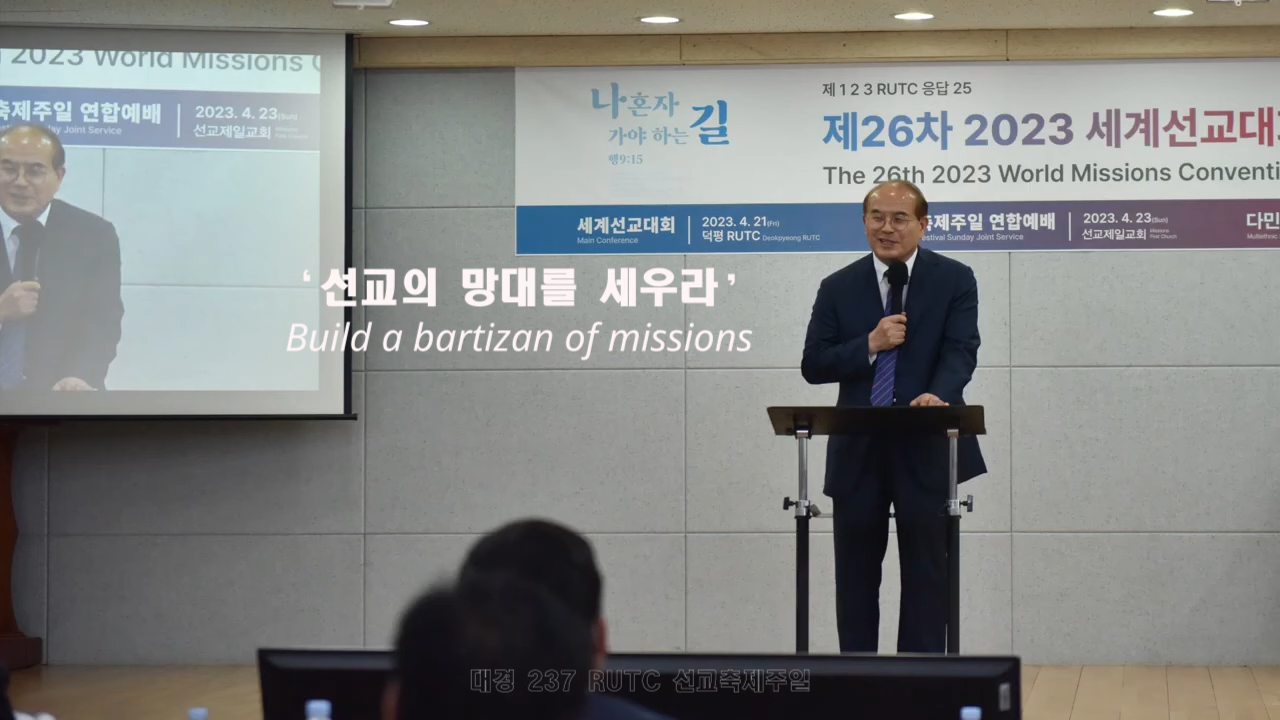 2023 World Missions C
축제주일 연합예배
Sunday Joint Service
2023. 4. 23(Sun)
선교제일교회
나 혼자
가야 하는 길
행9:15
제 1 2 3 RUTC 응답 25
제26차 2023 세계선교대
The 26th 2023 World Missions Conventi
세계선교대회
Main Conference
2023. 4. 21(Fri)
덕평 RUTC Deokpyeong RUTC
축제주일 연합예배
estival Sunday Joint Service
2023. 4. 23(Sun)
선교제일교회 Missions First Church
다민
Multiethnic
‘선교의 망대를 세우라’
Build a bartizan of missions
대경 237 RUTC 선교축제주일